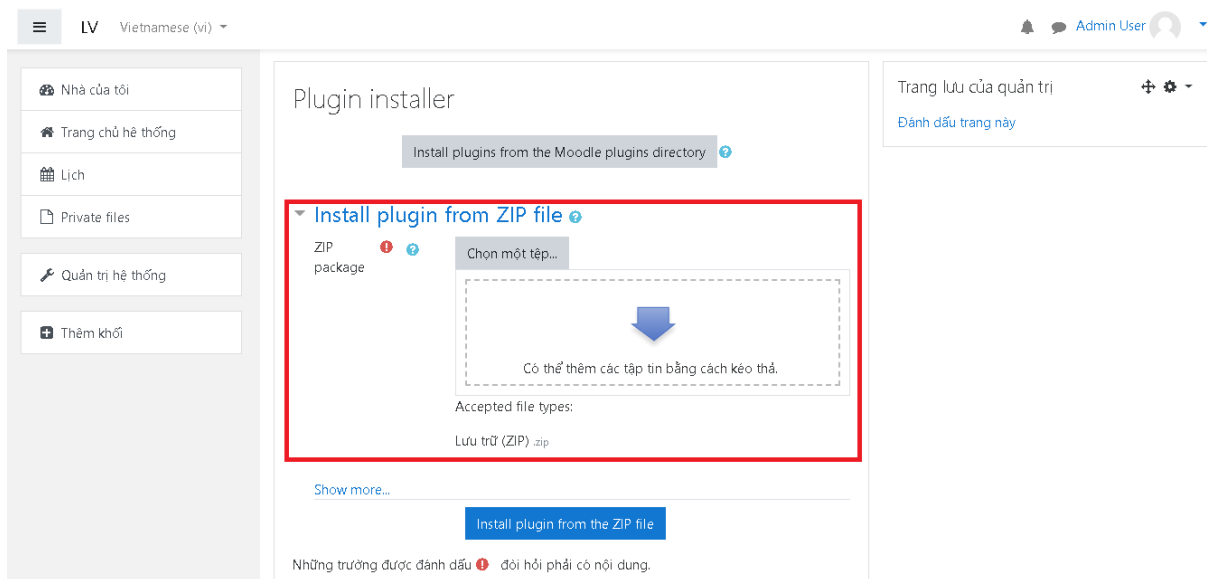 LV Vietnamese (vi)
Admin User
Nhà của tôi
Trang chủ hệ thống
Lịch
Private files
Quản trị hệ thống
Thêm khối
Plugin installer
Install plugins from the Moodle plugins directory
Install plugin from ZIP file
ZIP
package
Chọn một tệp...
Có thể thêm các tập tin bằng cách kéo thả.
Accepted file types:
Lưu trữ (ZIP) .zip
Show more...
Install plugin from the ZIP file
Những trường được đánh dấu đòi hỏi phải có nội dung.
Trang lưu của quản trị
Đánh dấu trang này